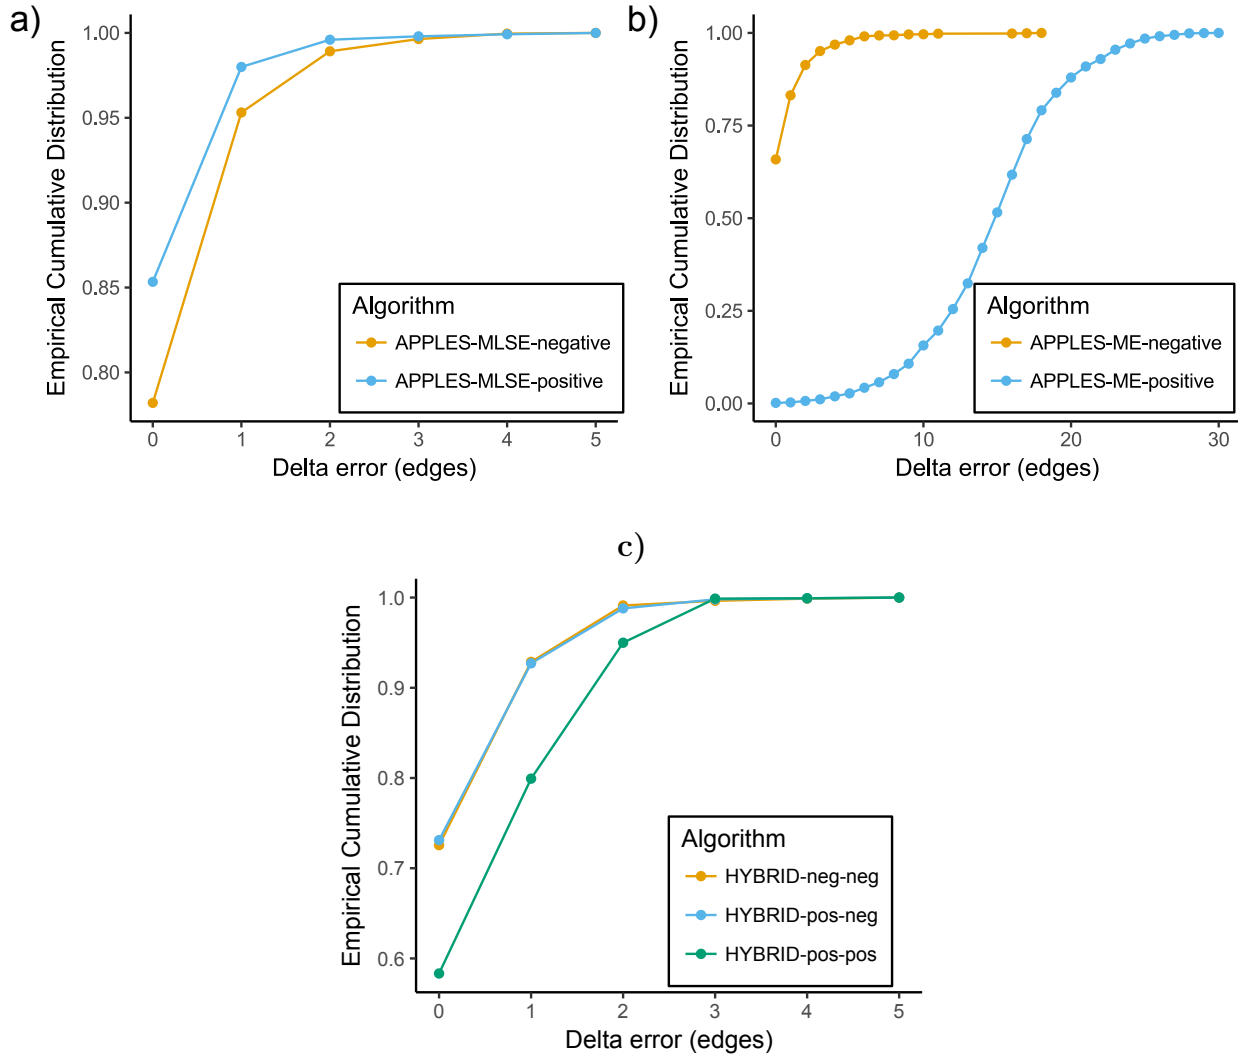 a)
Empirical Cumulative Distribution
1.00
0.95
0.90
0.85
0.80
0
1
2
3
4
5
Delta error (edges)
Algorithm
APPLES-MLSE-negative
APPLES-MLSE-positive
b)
Empirical Cumulative Distribution
1.00
0.75
0.50
0.25
0.00
0
10
20
30
Delta error (edges)
Algorithm
APPLES-ME-negative
APPLES-ME-positive
c)
Empirical Cumulative Distribution
1.0
0.9
0.8
0.7
0.6
0
1
2
3
4
5
Delta error (edges)
Algorithm
HYBRID-neg-neg
HYBRID-pos-neg
HYBRID-pos-pos